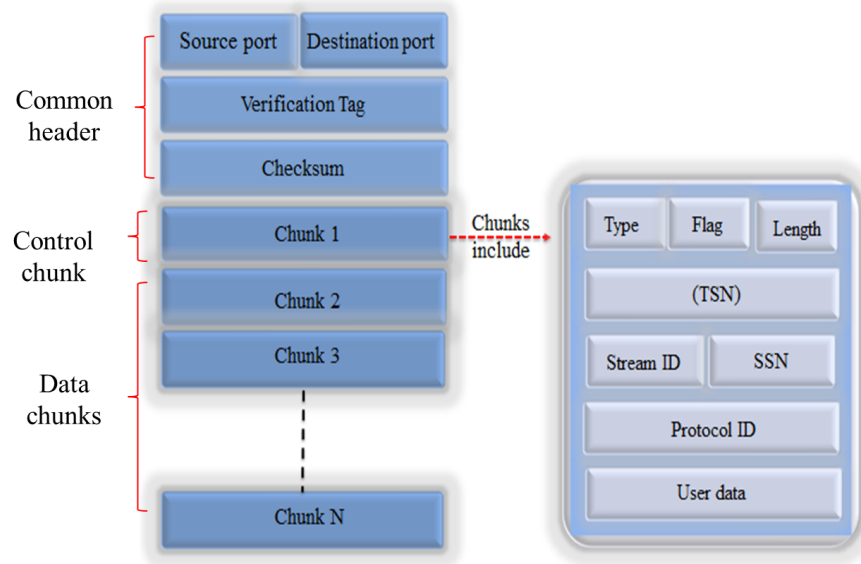 Source port
Destination port
Common
header
Verification Tag
Checksum
Control
chunk
Chunk 1
Chunks
include
Chunk 2
Chunk 3
Data
chunks
Chunk N
Type
Flag
Length
(TSN)
Stream ID
SSN
Protocol ID
User data